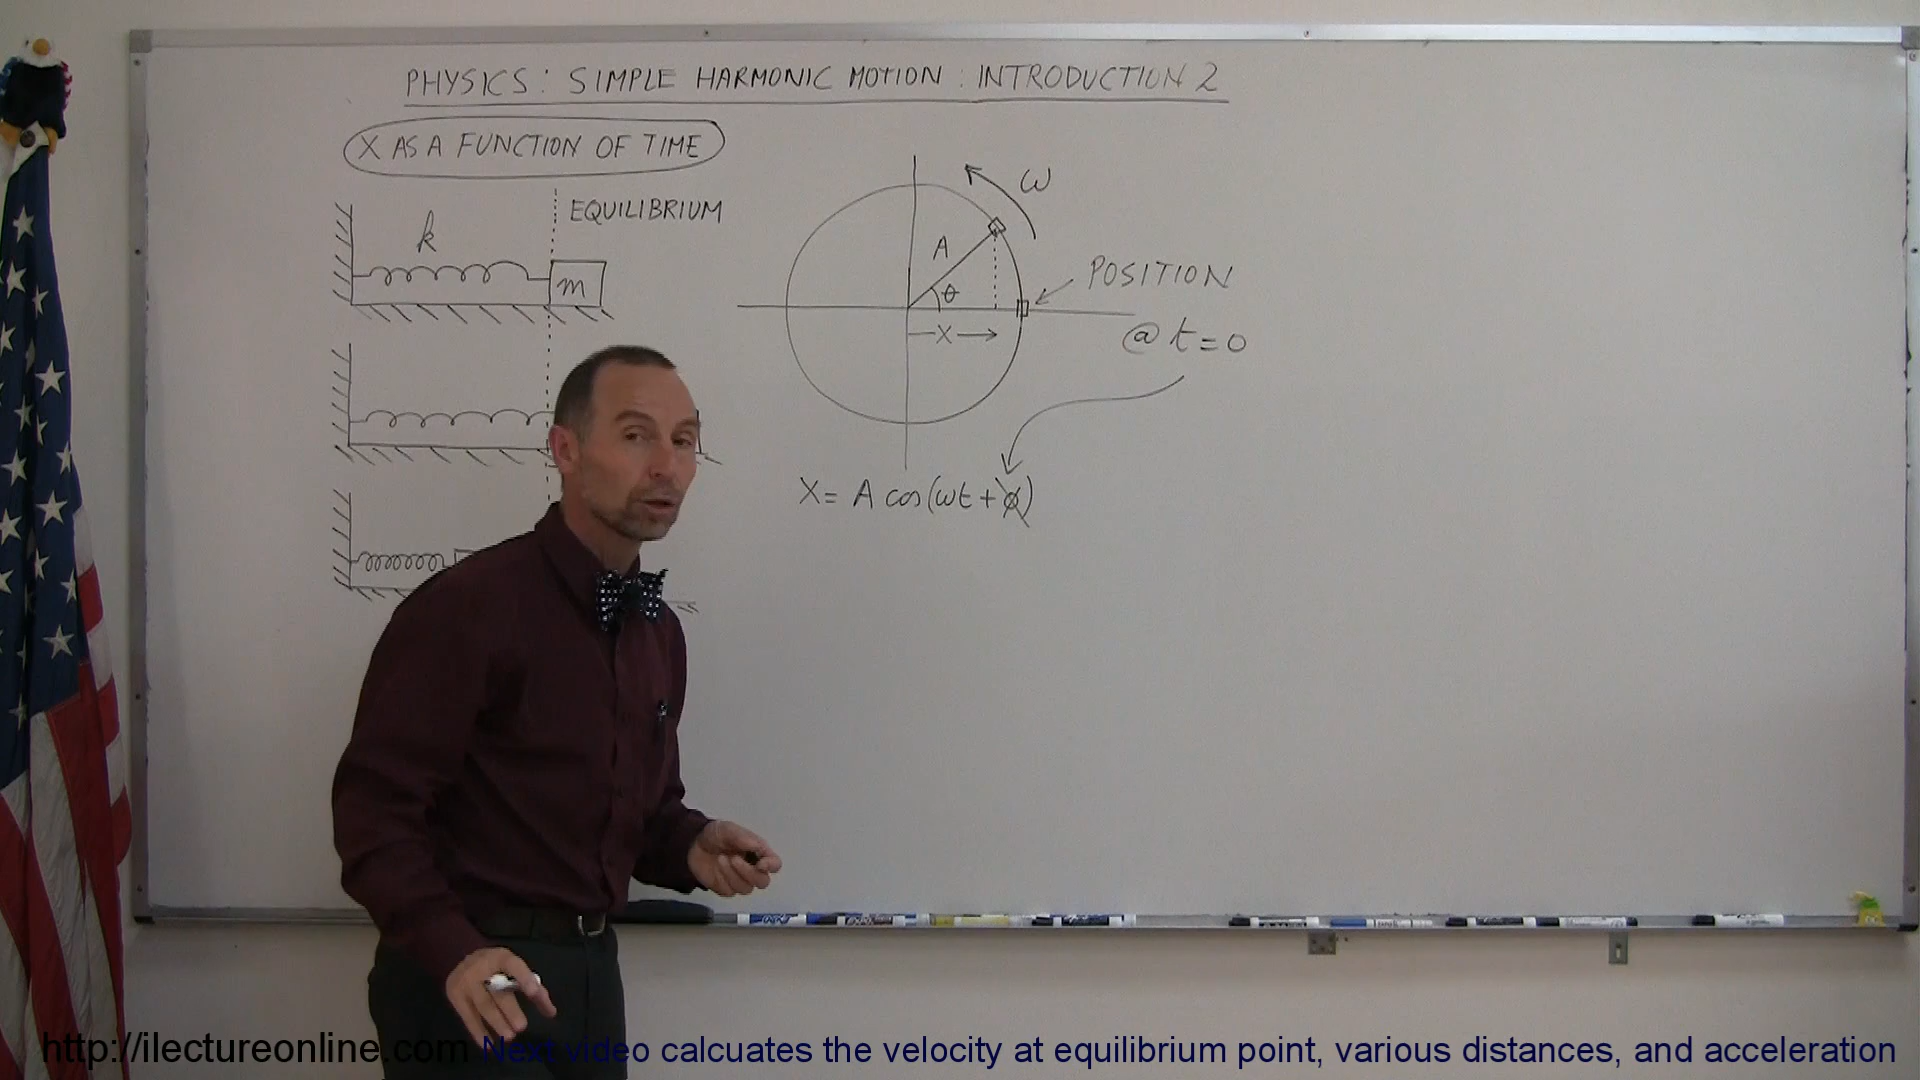 PHYSICS: SIMPLE HARMONIC MOTION: INTRODUCTION 2
X AS A FUNCTION OF TIME
EQUILIBRIUM
k
m
ω
A
θ
X
POSITION
@ t = 0
X = A cos(ωt + φ)
http://ilectureonline.com Next video calcuates the velocity at equilibrium point, various distances, and acceleration